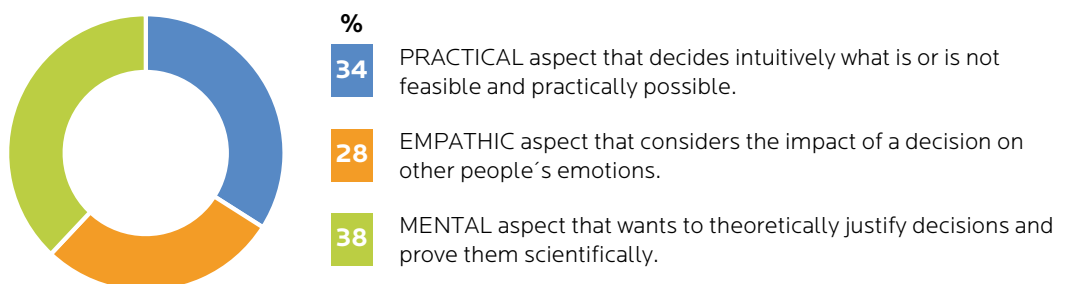 %
34 PRACTICAL aspect that decides intuitively what is or is not
feasible and practically possible.
28 EMPATHIC aspect that considers the impact of a decision on
other people´s emotions.
38 MENTAL aspect that wants to theoretically justify decisions and
prove them scientifically.